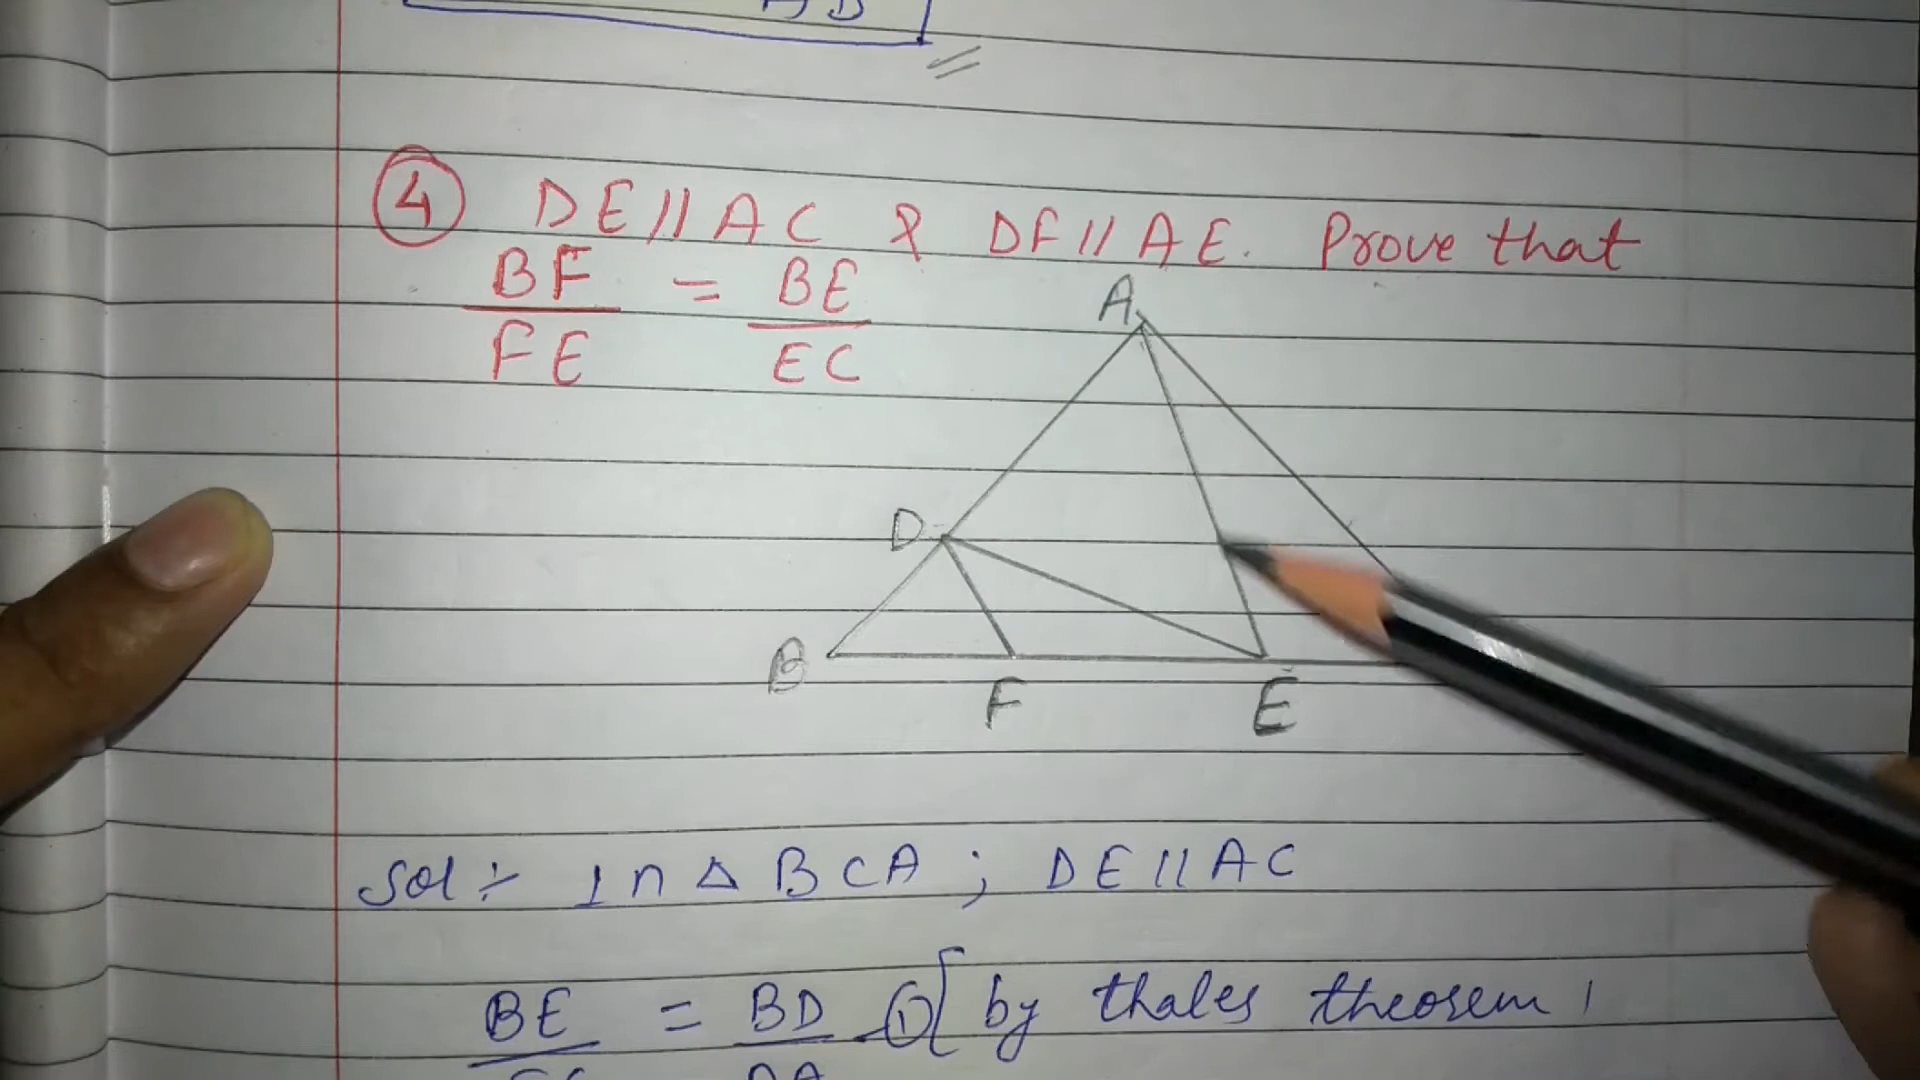 ④ DE//AC & DF//AE. Prove that
BF/FE = BE/EC
A
D
B
F
E
Sol:- In △ BCA ; DE//AC
BE = BD ① [by thales theorem
DA